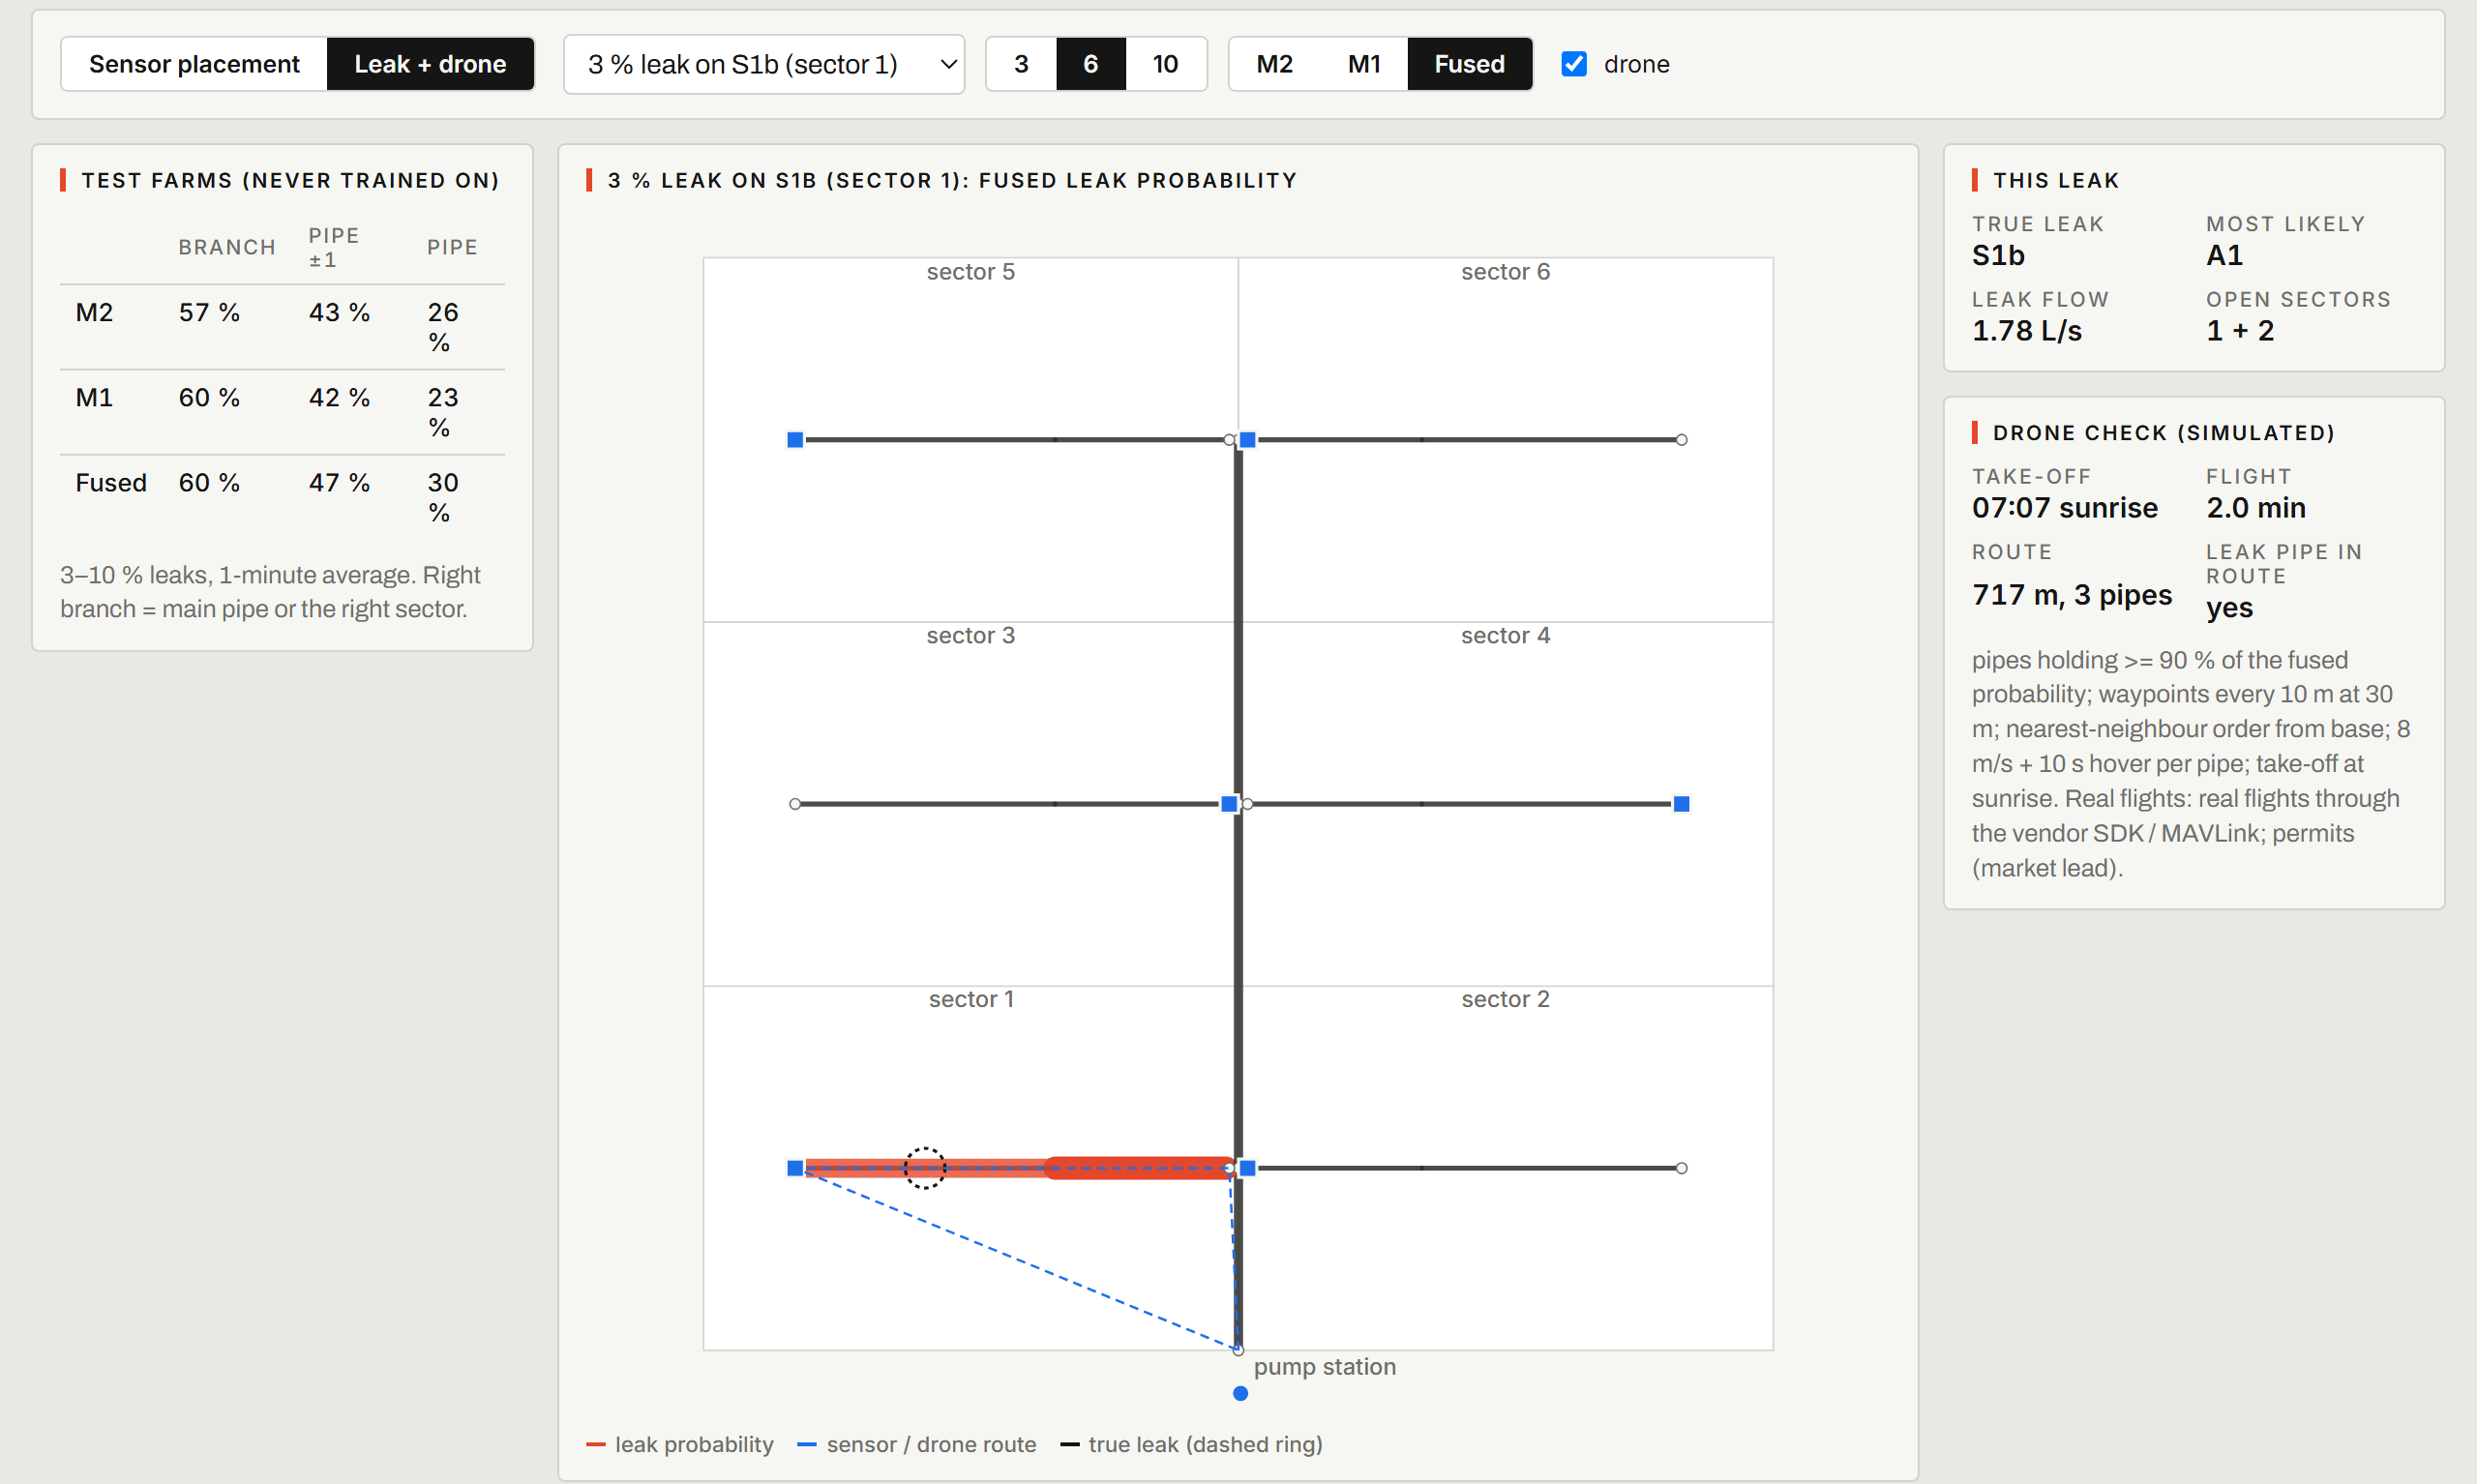 Sensor placement Leak + drone 3 % leak on S1b (sector 1) 3 6 10 M2 M1 Fused drone
TEST FARMS (NEVER TRAINED ON)
BRANCH PIPE ±1 PIPE
M2 57 % 43 % 26 %
M1 60 % 42 % 23 %
Fused 60 % 47 % 30 %
3–10 % leaks, 1-minute average. Right
branch = main pipe or the right sector.
3 % LEAK ON S1B (SECTOR 1): FUSED LEAK PROBABILITY
sector 5 sector 6
sector 3 sector 4
sector 1 sector 2
pump station
leak probability sensor / drone route true leak (dashed ring)
THIS LEAK
TRUE LEAK MOST LIKELY
S1b A1
LEAK FLOW OPEN SECTORS
1.78 L/s 1 + 2
DRONE CHECK (SIMULATED)
TAKE-OFF FLIGHT
07:07 sunrise 2.0 min
ROUTE LEAK PIPE IN ROUTE
717 m, 3 pipes yes
pipes holding >= 90 % of the fused
probability; waypoints every 10 m at 30
m; nearest-neighbour order from base; 8
m/s + 10 s hover per pipe; take-off at
sunrise. Real flights: real flights through
the vendor SDK / MAVLink; permits
(market lead).